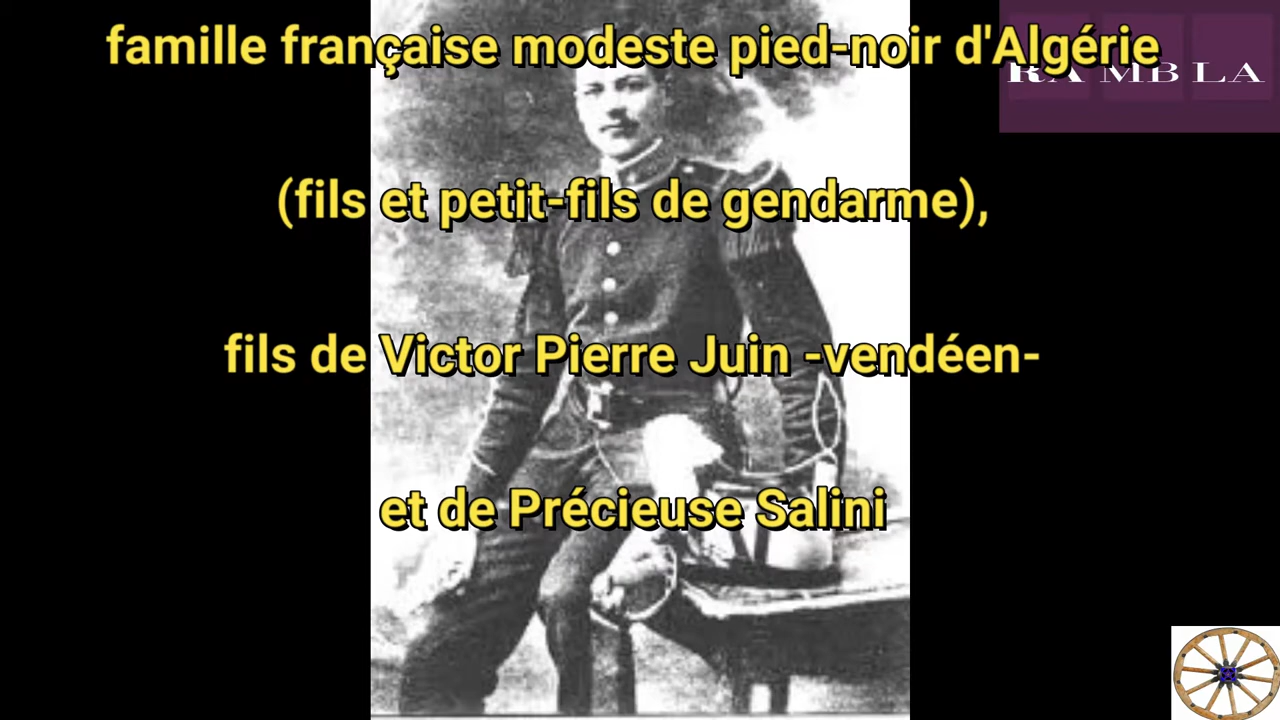 famille française modeste pied-noir d'Algérie
RAMBLA
(fils et petit-fils de gendarme),
fils de Victor Pierre Juin -vendéen-
et de Précieuse Salini